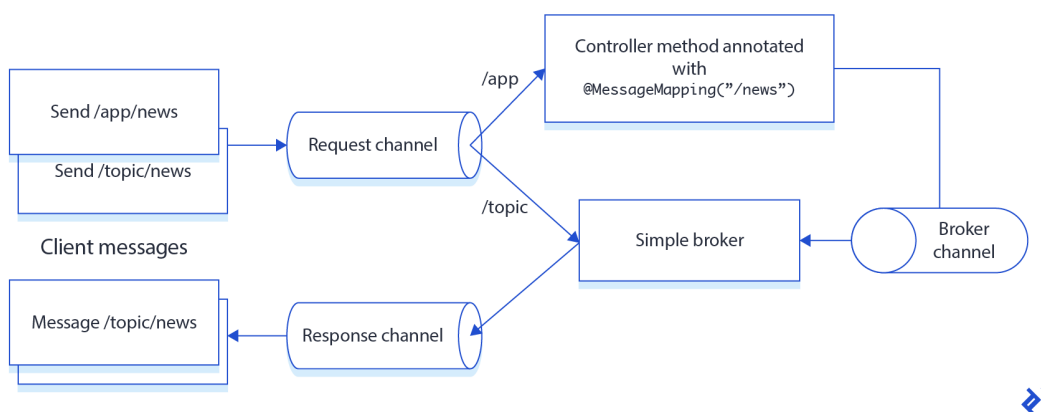 Send /app/news
Send /topic/news
Client messages
Message /topic/news
Request channel
Response channel
/app
/topic
Controller method annotated
with
@MessageMapping(”/news”)
Simple broker
Broker
channel